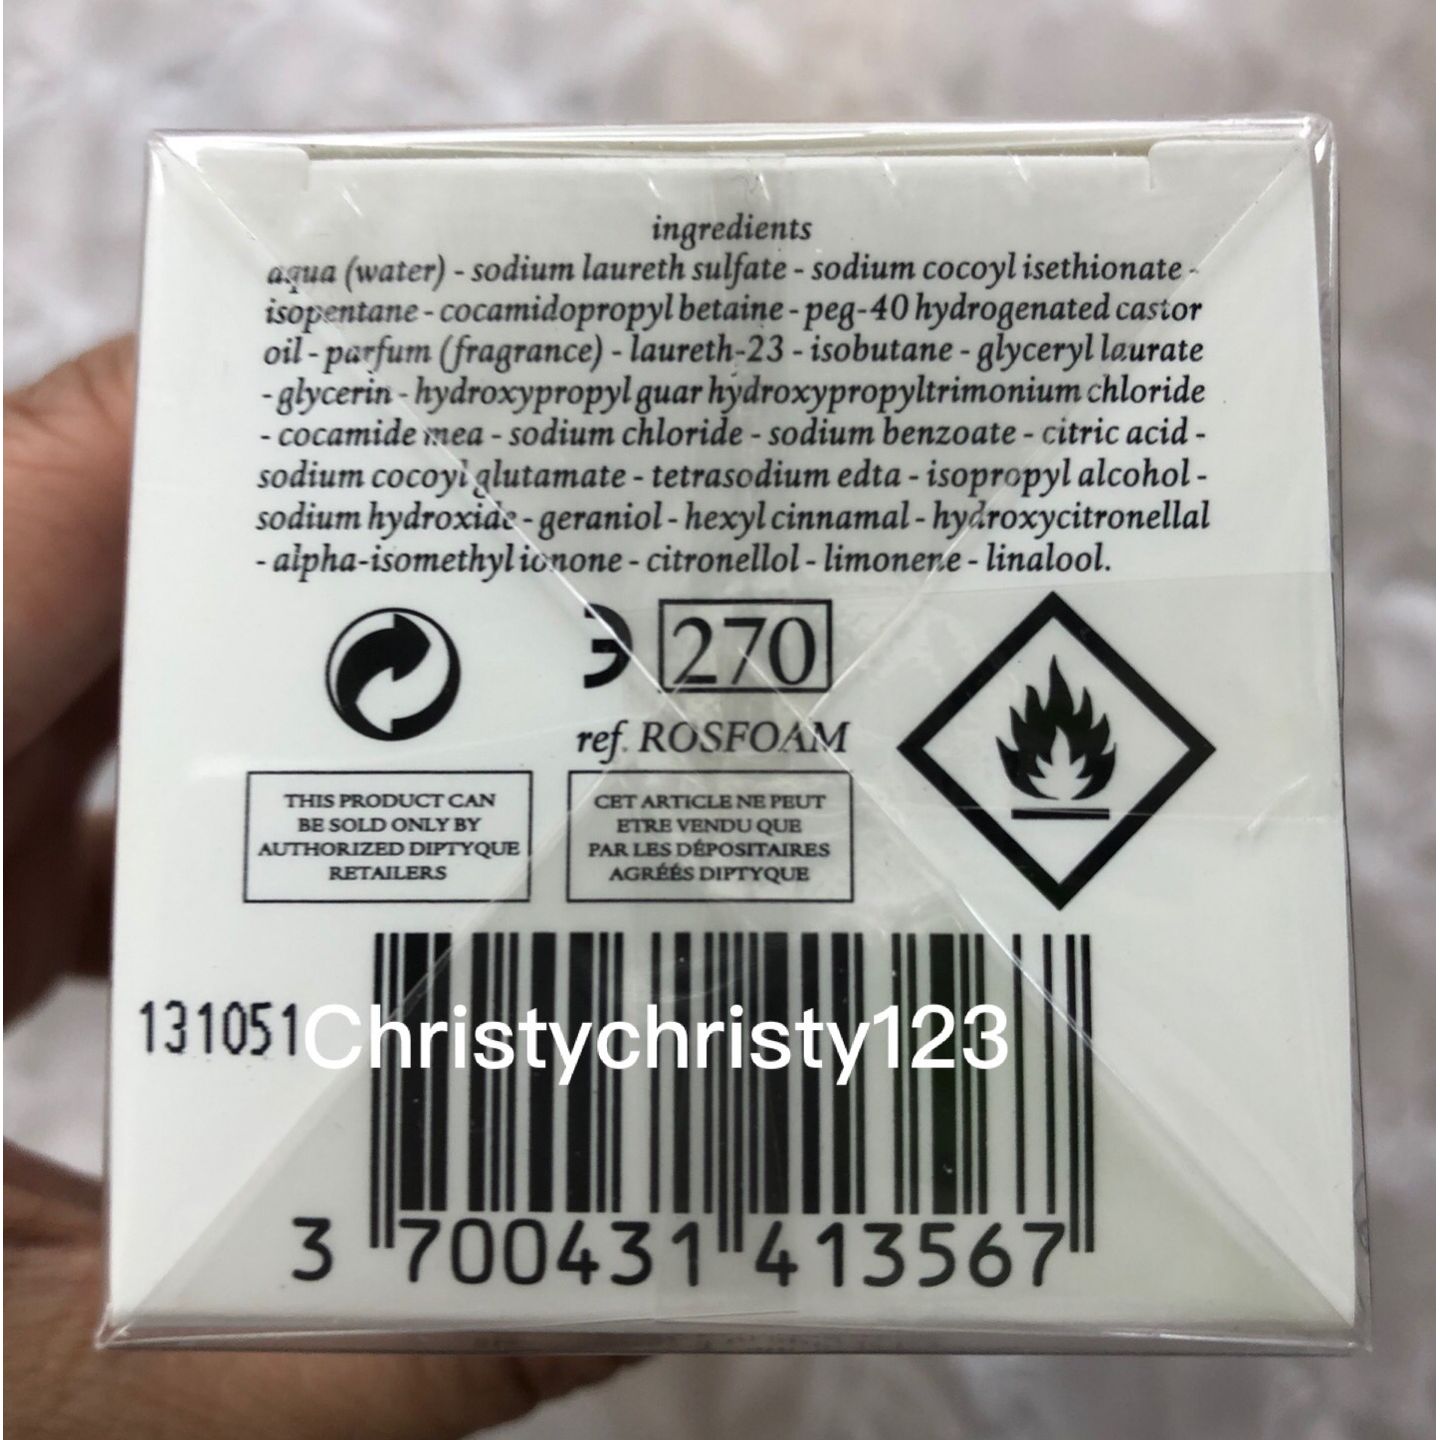 ingredients
aqua (water) - sodium laureth sulfate - sodium cocoyl isethionate -
isopentane - cocamidopropyl betaine - peg-40 hydrogenated castor
oil - parfum (fragrance) - laureth-23 - isobutane - glyceryl laurate
- glycerin - hydroxypropyl guar hydroxypropyltrimonium chloride
- cocamide mea - sodium chloride - sodium benzoate - citric acid -
sodium cocoyl glutamate - tetrasodium edta - isopropyl alcohol -
sodium hydroxide - geraniol - hexyl cinnamal - hydroxycitronellal
- alpha-isomethyl ionone - citronellol - limonene - linalool.
270
ref. ROSFOAM
THIS PRODUCT CAN
BE SOLD ONLY BY
AUTHORIZED DIPTYQUE
RETAILERS
CET ARTICLE NE PEUT
ETRE VENDU QUE
PAR LES DÉPOSITAIRES
AGRÉÉS DIPTYQUE
131051
Christychristy123
3 700431 413567